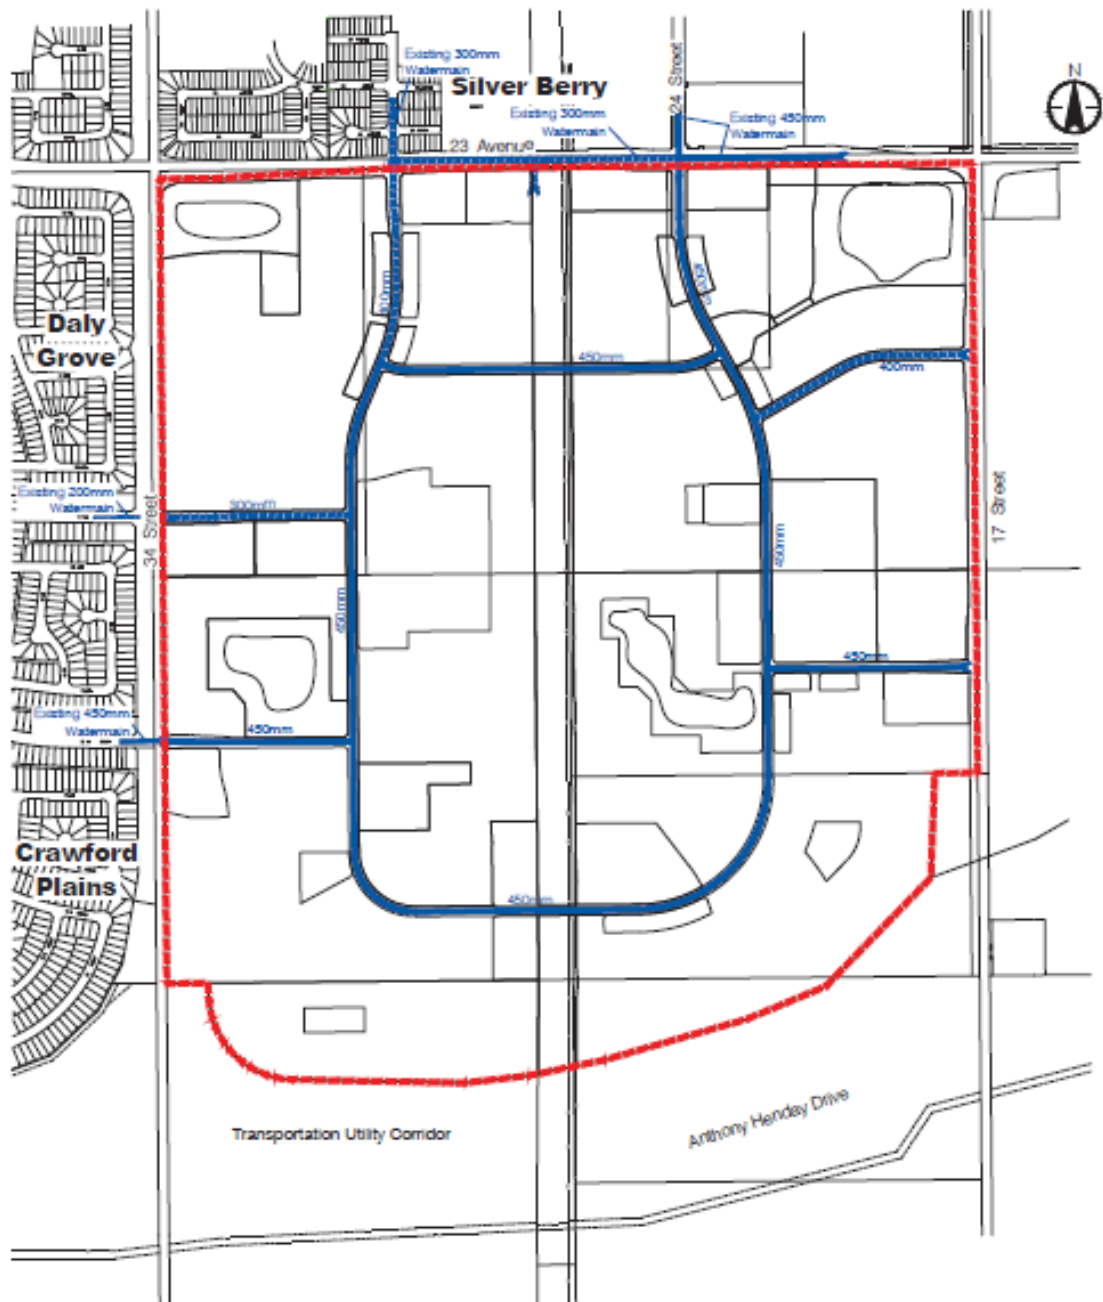 Existing 300mm
Watermain
Silver Berry
24 Street
N
Existing 300mm
Watermain
Existing 450mm
Watermain
23 Avenue
Daly
Grove
450mm
450mm
400mm
Existing 200mm
Watermain
300mm
34 Street
17 Street
450mm
450mm
450mm
Existing 450mm
Watermain
450mm
Crawford
Plains
450mm
Anthony Henday Drive
Transportation Utility Corridor